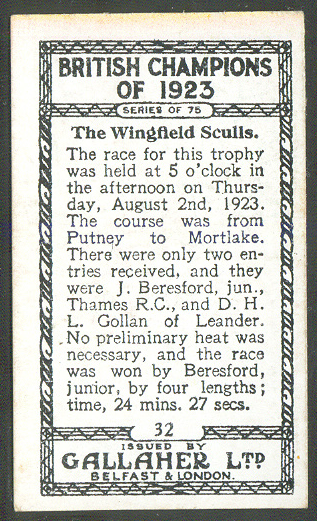 BRITISH CHAMPIONS
OF 1923
SERIES OF 75
The Wingfield Sculls.
The race for this trophy
was held at 5 o'clock in
the afternoon on Thurs-
day, August 2nd, 1923.
The course was from
Putney to Mortlake.
There were only two en-
tries received, and they
were J. Beresford, jun.,
Thames R.C., and D. H.
L. Gollan of Leander.
No preliminary heat was
necessary, and the race
was won by Beresford,
junior, by four lengths;
time, 24 mins. 27 secs.
32
ISSUED BY
GALLAHER LTD
BELFAST & LONDON.